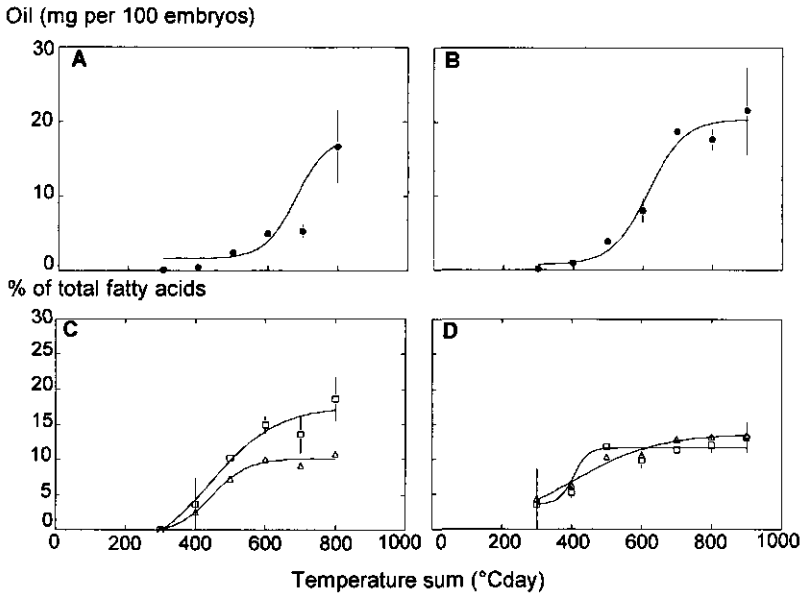 Oil (mg per 100 embryos)
A
B
30
20
10
0
% of total fatty acids
C
D
30
25
20
15
10
5
0
0 200 400 600 800 1000
0 200 400 600 800 1000
Temperature sum (°Cday)